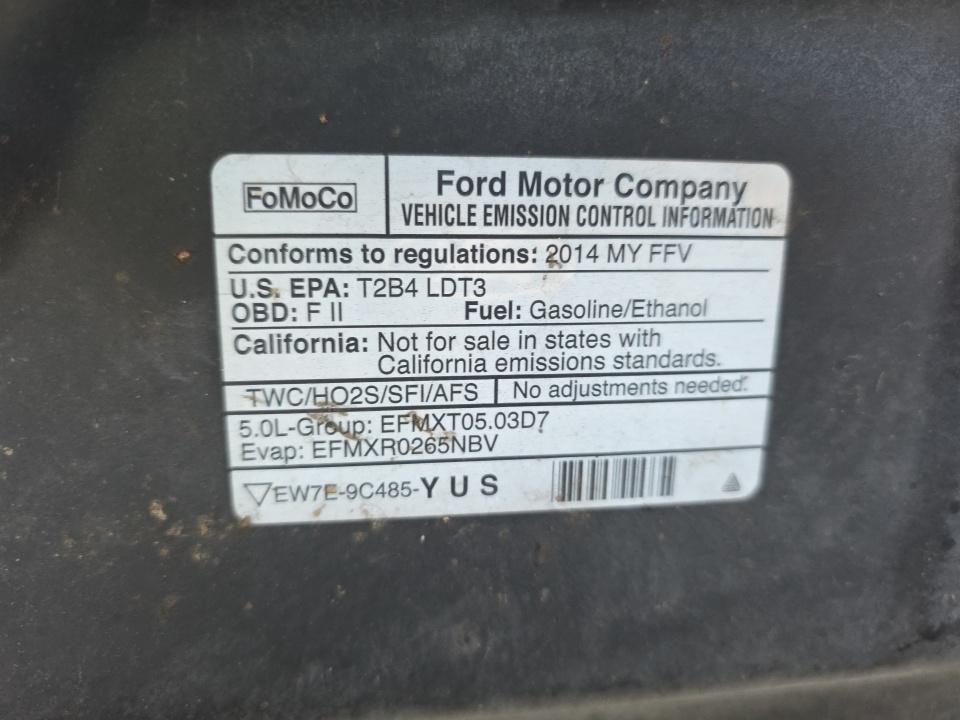 FoMoCo
Ford Motor Company
VEHICLE EMISSION CONTROL INFORMATION
Conforms to regulations: 2014 MY FFV
U.S. EPA: T2B4 LDT3
OBD: F II Fuel: Gasoline/Ethanol
California: Not for sale in states with
California emissions standards.
TWC/HO2S/SFI/AFS No adjustments needed.
5.0L-Group: EFMXT05.03D7
Evap: EFMXR0265NBV
EW7E-9C485-Y U S